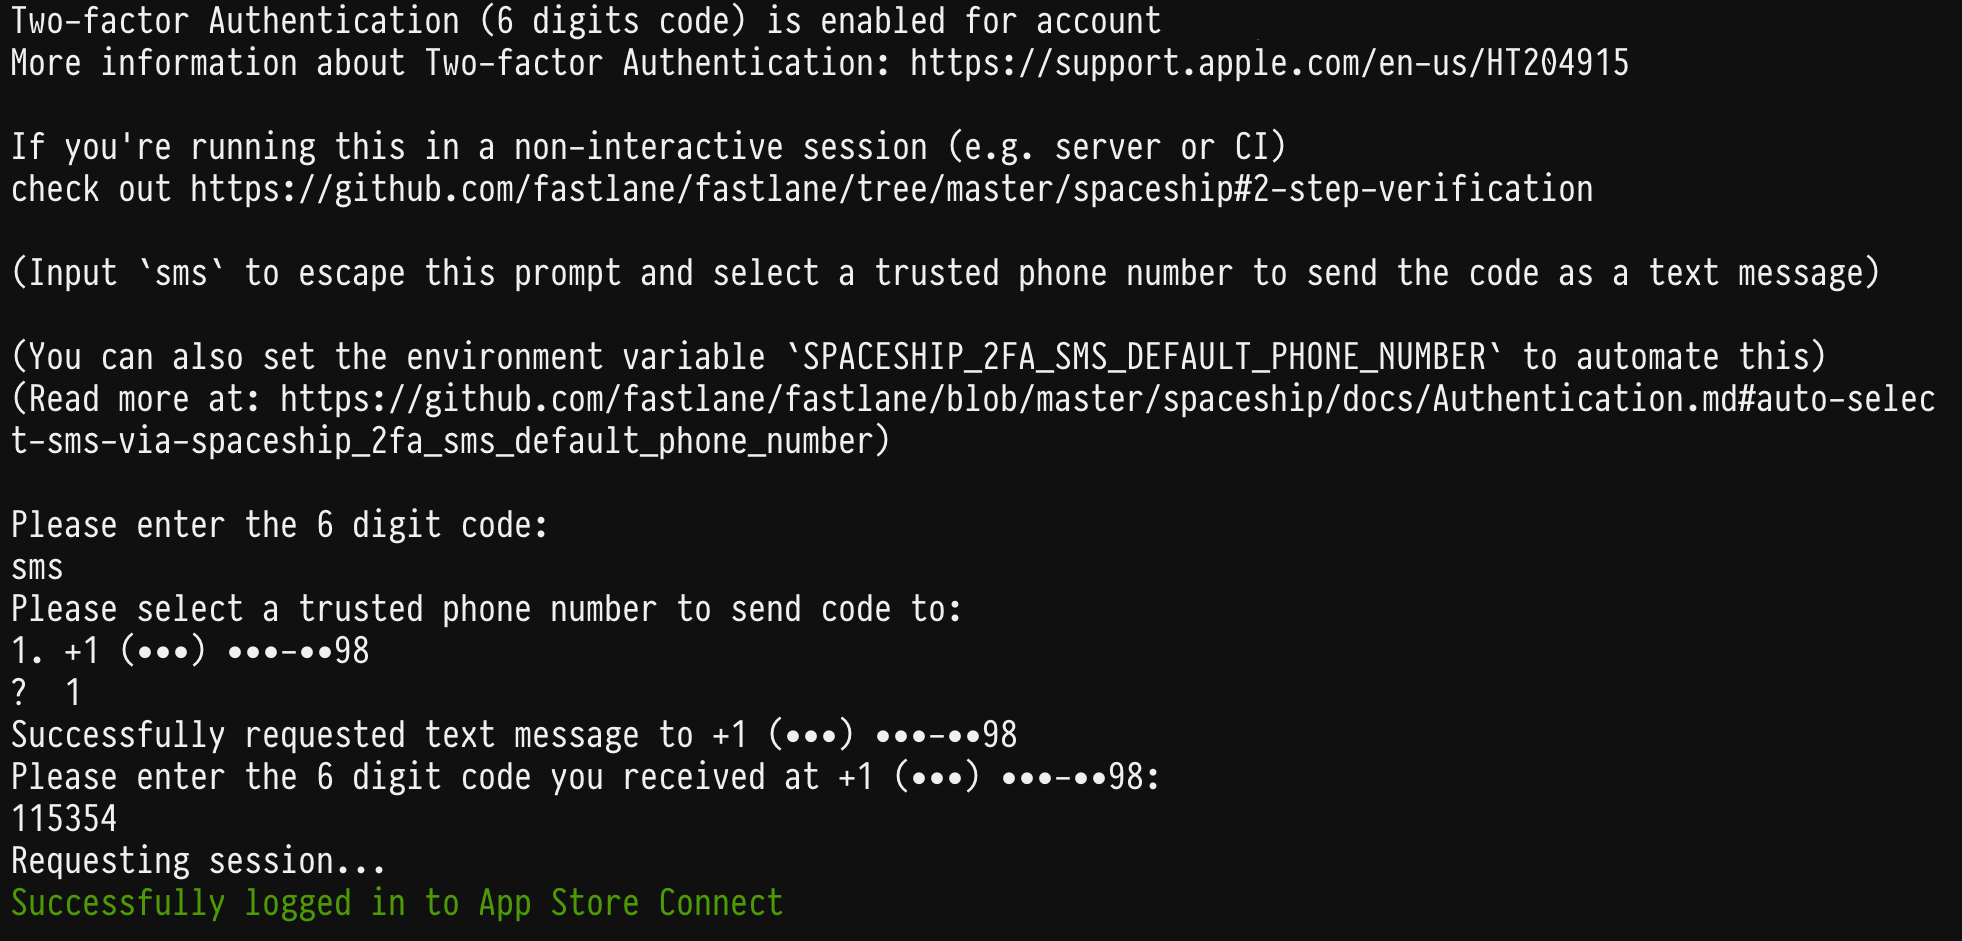 Two-factor Authentication (6 digits code) is enabled for account
More information about Two-factor Authentication: https://support.apple.com/en-us/HT204915
If you're running this in a non-interactive session (e.g. server or CI)
check out https://github.com/fastlane/fastlane/tree/master/spaceship#2-step-verification
(Input `sms` to escape this prompt and select a trusted phone number to send the code as a text message)
(You can also set the environment variable `SPACESHIP_2FA_SMS_DEFAULT_PHONE_NUMBER` to automate this)
(Read more at: https://github.com/fastlane/fastlane/blob/master/spaceship/docs/Authentication.md#auto-selec
t-sms-via-spaceship_2fa_sms_default_phone_number)
Please enter the 6 digit code:
sms
Please select a trusted phone number to send code to:
1. +1 (•••) •••-••98
?  1
Successfully requested text message to +1 (•••) •••-••98
Please enter the 6 digit code you received at +1 (•••) •••-••98:
115354
Requesting session...
Successfully logged in to App Store Connect